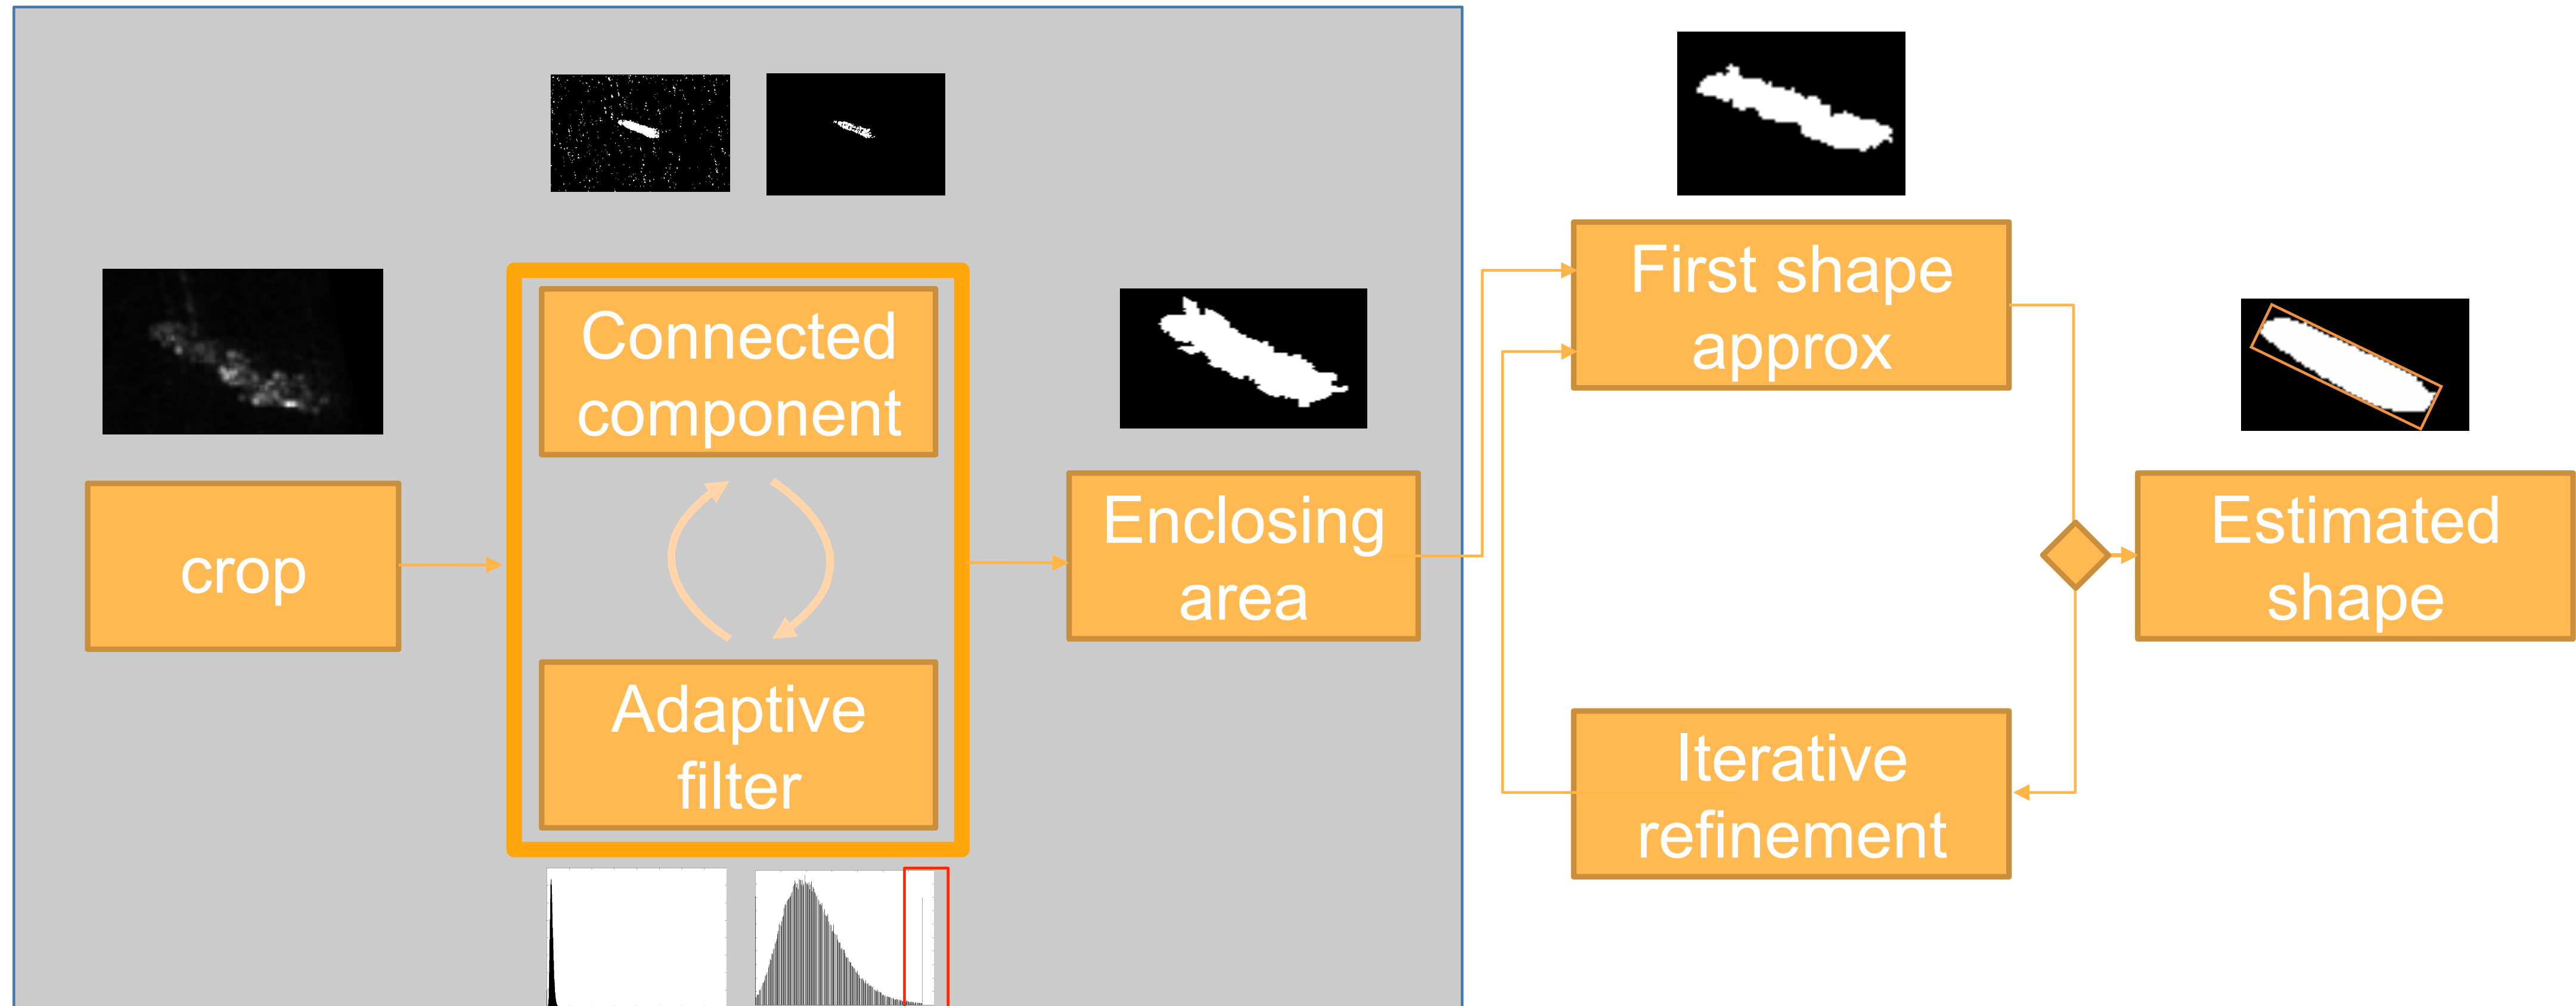 crop
Connected
component
Adaptive
filter
Enclosing
area
First shape
approx
Iterative
refinement
Estimated
shape